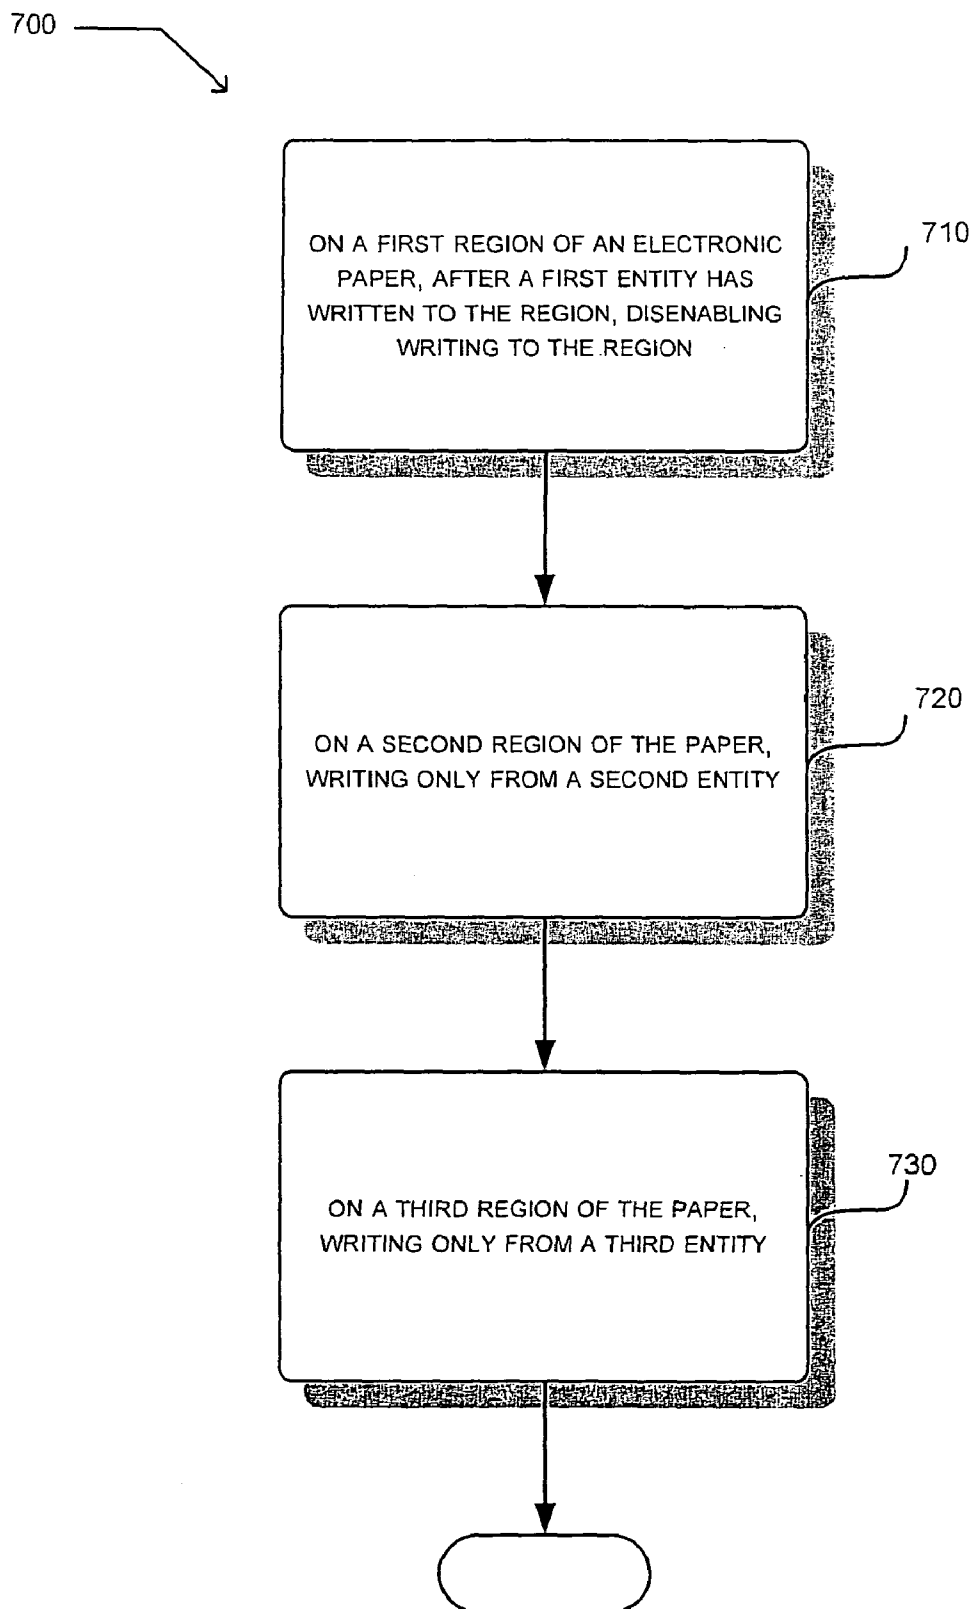 700
ON A FIRST REGION OF AN ELECTRONIC
PAPER, AFTER A FIRST ENTITY HAS
WRITTEN TO THE REGION, DISENABLING
WRITING TO THE REGION
710
ON A SECOND REGION OF THE PAPER,
WRITING ONLY FROM A SECOND ENTITY
720
ON A THIRD REGION OF THE PAPER,
WRITING ONLY FROM A THIRD ENTITY
730